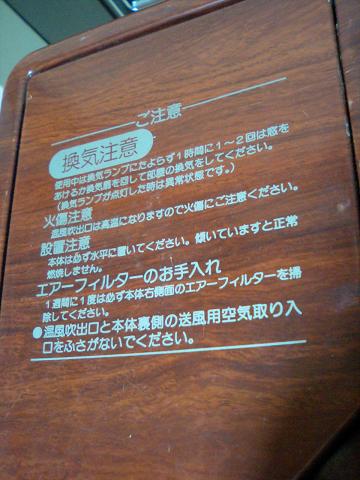 ご注意
換気注意
使用中は換気ランプにたよらず1時間に1〜2回は窓を
あけるか換気扇を回して部屋の換気をしてください。
(換気ランプが点灯した時は異常状態です。)
火傷注意
温風吹出口は高温になりますので火傷にご注意ください。
設置注意
本体は必ず水平に置いてください。傾いていますと正常
燃焼しません。
エアーフィルターのお手入れ
1週間に1度は必ず本体右側面のエアーフィルターを掃
除してください。
●温風吹出口と本体裏側の送風用空気取り入
口をふさがないでください。